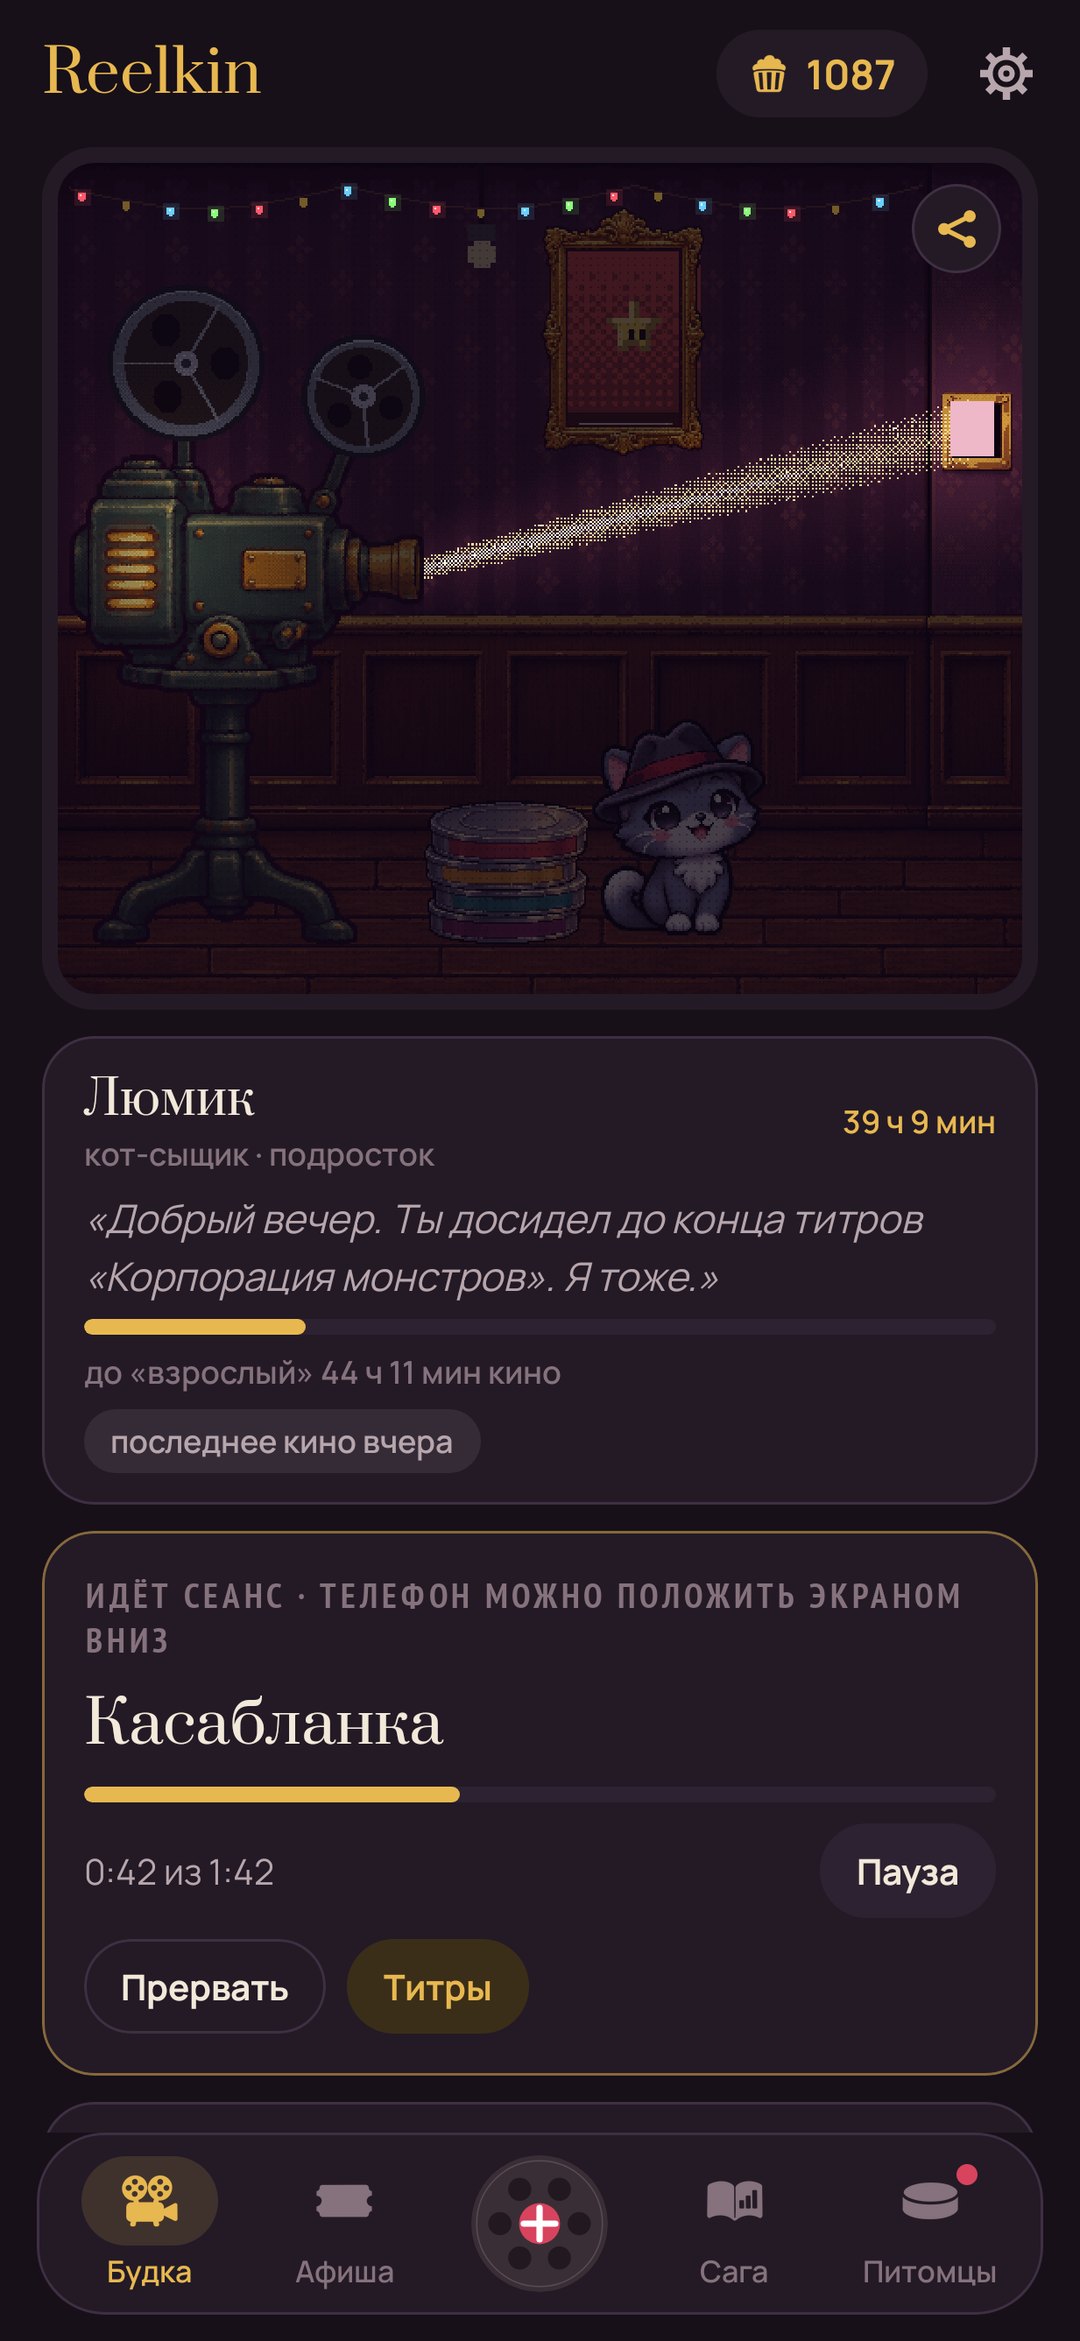 Reelkin
1087
Люмик
39 ч 9 мин
кот-сыщик · подросток
«Добрый вечер. Ты досидел до конца титров
«Корпорация монстров». Я тоже.»
до «взрослый» 44 ч 11 мин кино
последнее кино вчера
ИДЁТ СЕАНС · ТЕЛЕФОН МОЖНО ПОЛОЖИТЬ ЭКРАНОМ
ВНИЗ
Касабланка
0:42 из 1:42
Пауза
Прервать
Титры
Будка
Афиша
Сага
Питомцы